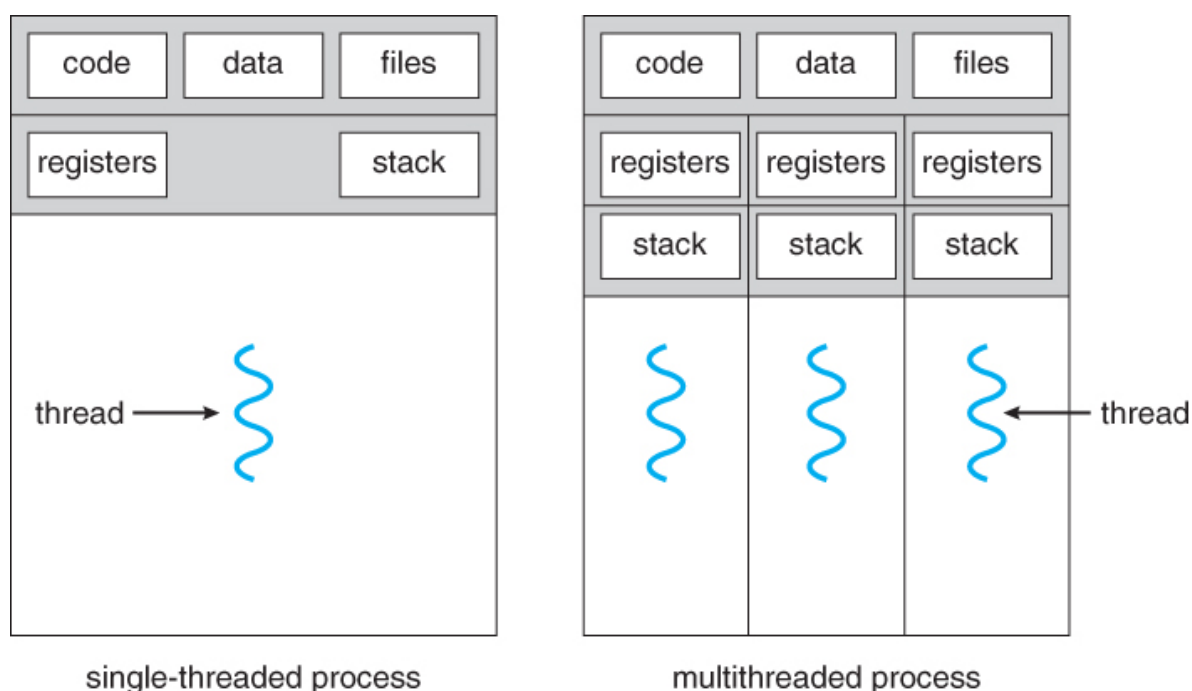 code data files code data files
registers stack registers registers registers
stack stack stack
thread thread
single-threaded process multithreaded process